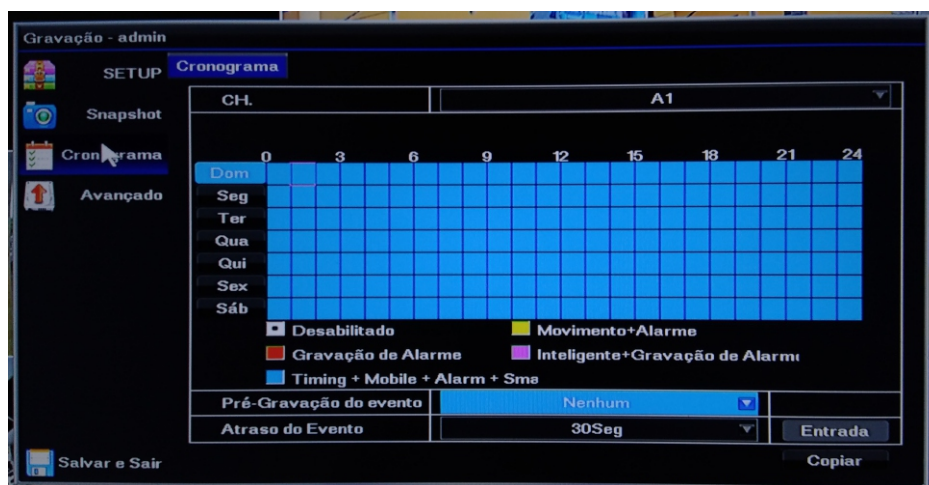 Gravação - admin
SETUP
Snapshot
Cronograma
Avançado
Salvar e Sair
Cronograma
CH. A1
0 3 6 9 12 15 18 21 24
Dom
Seg
Ter
Qua
Qui
Sex
Sáb
Desabilitado Movimento+Alarme
Gravação de Alarme Inteligente+Gravação de Alarm
Timing + Mobile + Alarm + Sma
Pré-Gravação do evento Nenhum
Atraso do Evento 30Seg Entrada
Copiar